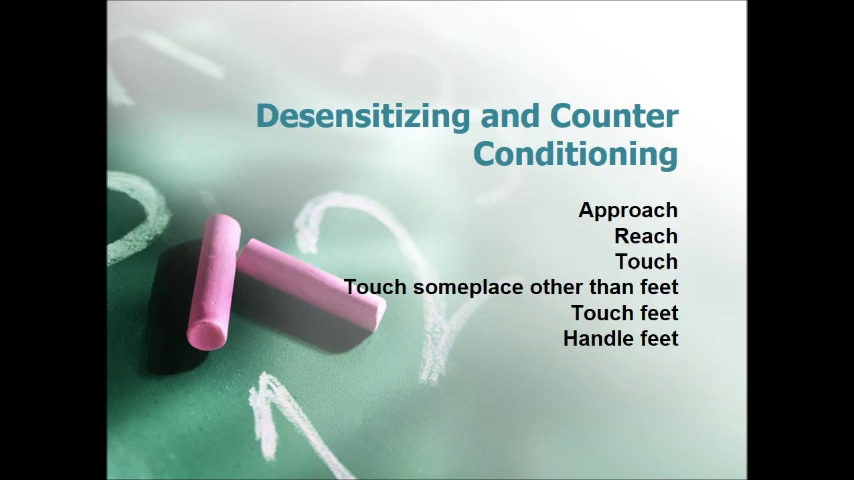 Desensitizing and Counter
Conditioning
Approach
Reach
Touch
Touch someplace other than feet
Touch feet
Handle feet